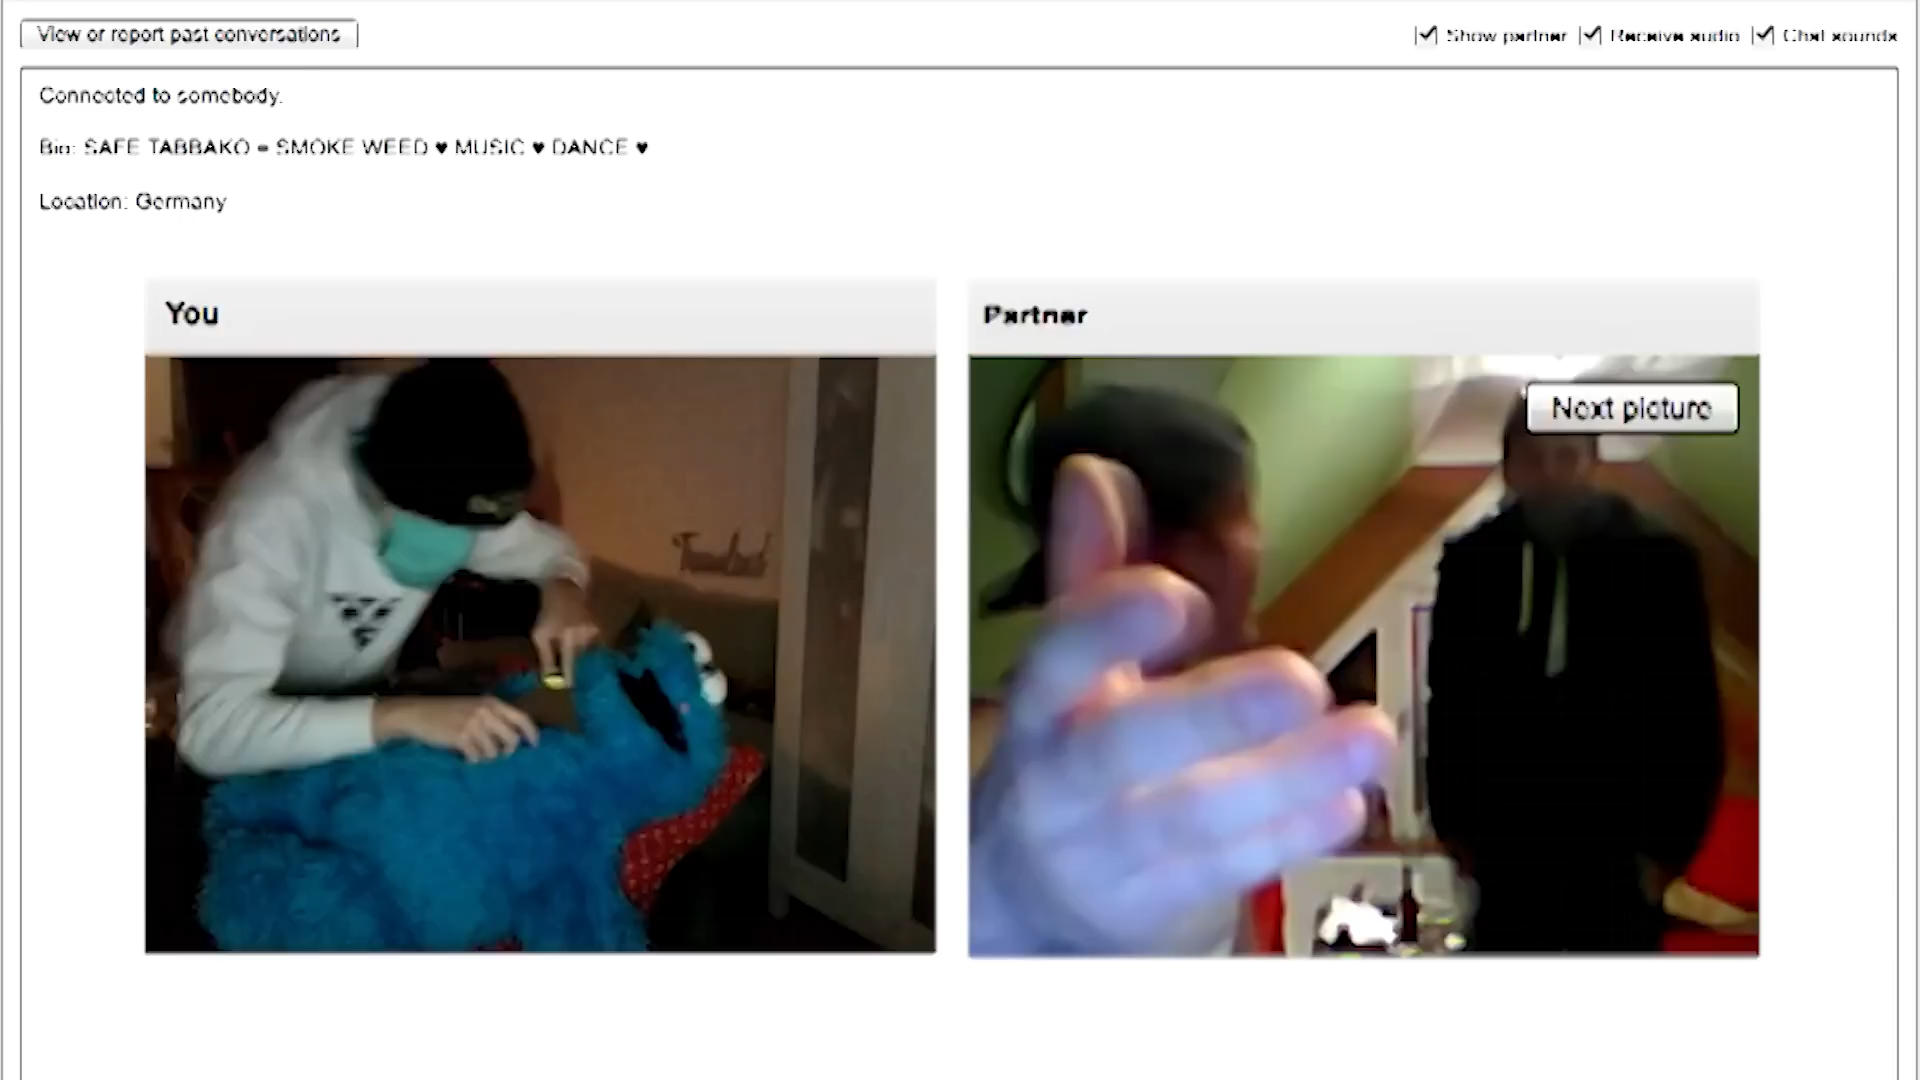 View or report past conversations
Show partner Receive audio Chat sounds
Connected to somebody.
Bio: SAFE TABBAKO = SMOKE WEED ♥ MUSIC ♥ DANCE ♥
Location: Germany
You
Partner
Next picture